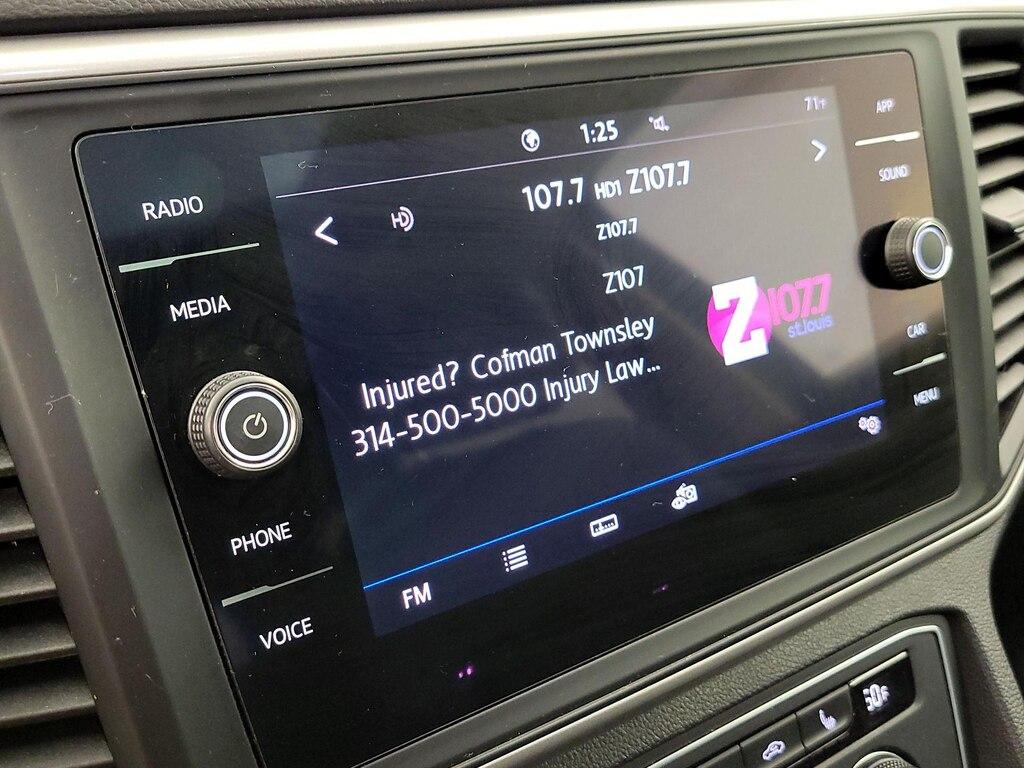 1:25
71°F
107.7 HD1 Z107.7
HD
Z107.7
Z107
Injured? Cofman Townsley
314-500-5000 Injury Law...
Z107.7
st.louis
FM
RADIO
MEDIA
PHONE
VOICE
APP
SOUND
CAR
MENU